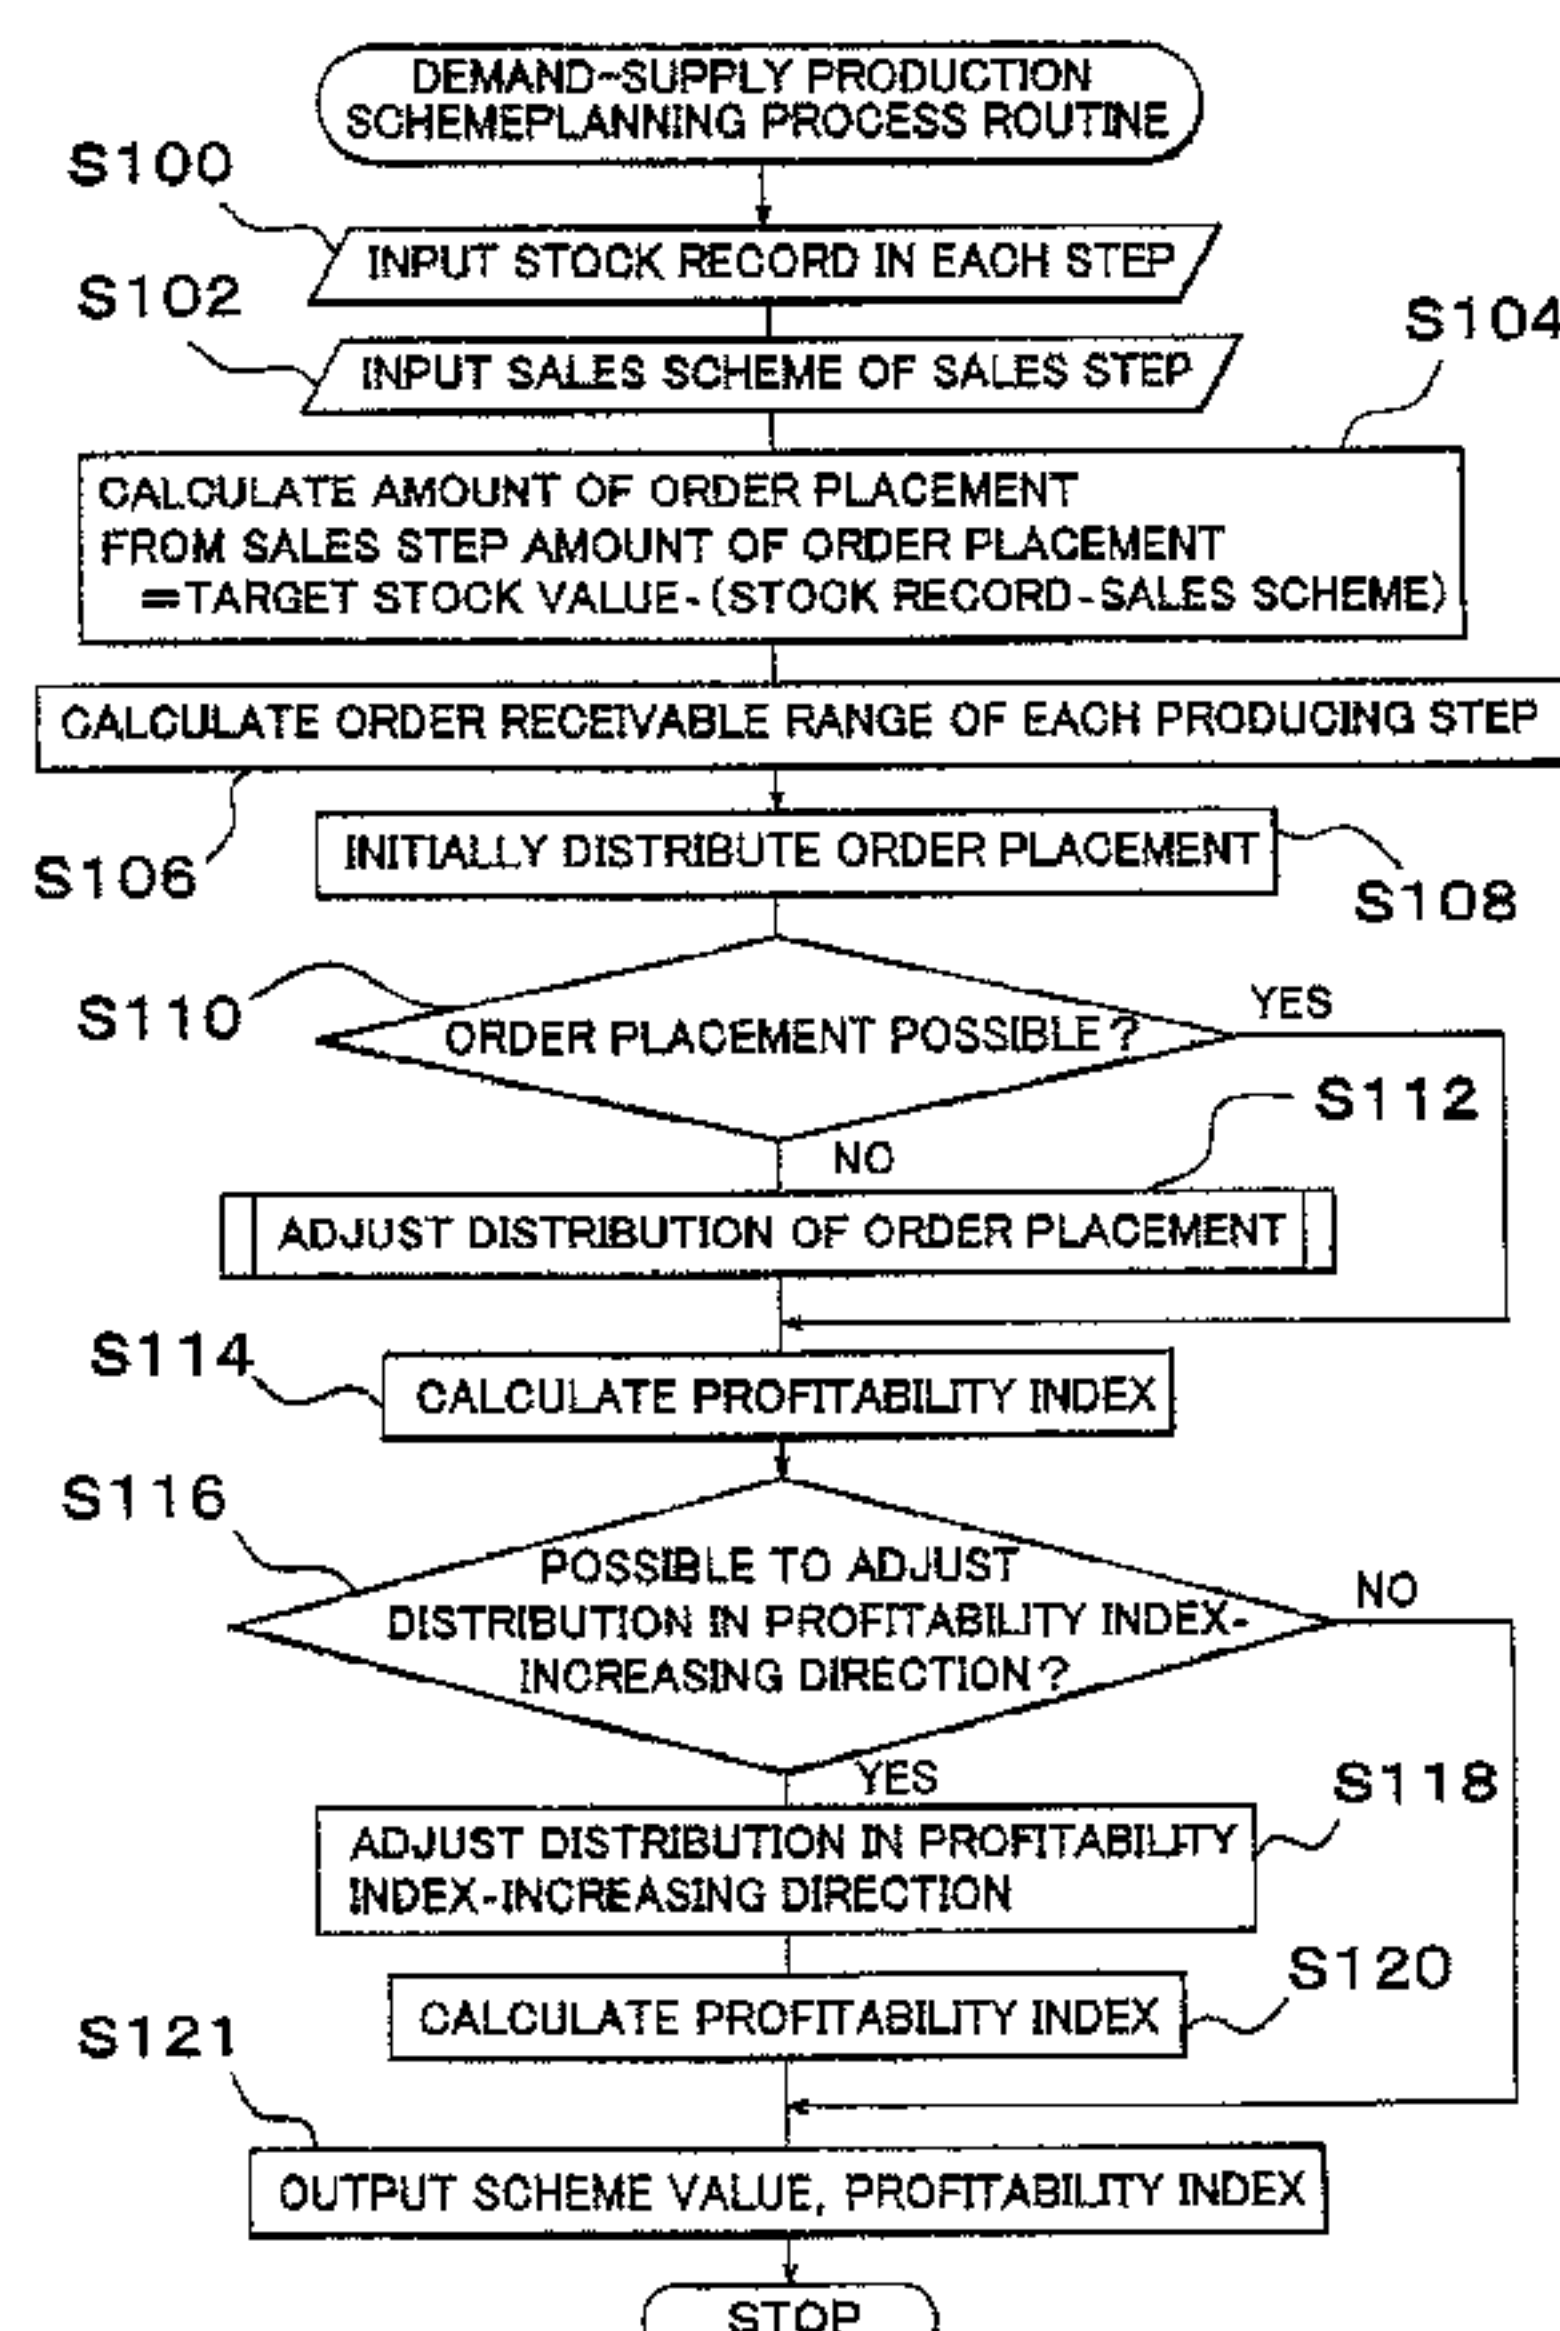 DEMAND-SUPPLY PRODUCTION
SCHEMEPLANNING PROCESS ROUTINE
S100
INPUT STOCK RECORD IN EACH STEP
S102
INPUT SALES SCHEME OF SALES STEP
S104
CALCULATE AMOUNT OF ORDER PLACEMENT
FROM SALES STEP AMOUNT OF ORDER PLACEMENT
=TARGET STOCK VALUE-(STOCK RECORD-SALES SCHEME)
CALCULATE ORDER RECEIVABLE RANGE OF EACH PRODUCING STEP
S106
INITIALLY DISTRIBUTE ORDER PLACEMENT
S108
S110
ORDER PLACEMENT POSSIBLE?
YES
NO
S112
ADJUST DISTRIBUTION OF ORDER PLACEMENT
S114
CALCULATE PROFITABILITY INDEX
S116
POSSIBLE TO ADJUST
DISTRIBUTION IN PROFITABILITY INDEX-
INCREASING DIRECTION?
NO
YES
S118
ADJUST DISTRIBUTION IN PROFITABILITY
INDEX-INCREASING DIRECTION
S120
CALCULATE PROFITABILITY INDEX
S121
OUTPUT SCHEME VALUE, PROFITABILITY INDEX
STOP